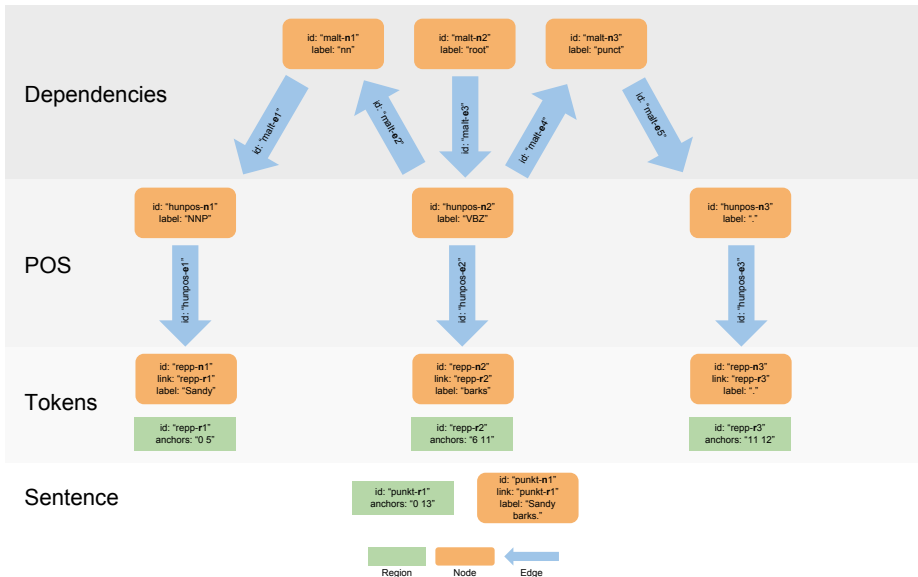 id: “malt-n1”
label: “nn”
id: “malt-n2”
label: “root”
id: “malt-n3”
label: “punct”
Dependencies
id: “malt-e1”
id: “malt-e2”
id: “malt-e3”
id: “malt-e4”
id: “malt-e5”
id: “hunpos-n1”
label: “NNP”
id: “hunpos-n2”
label: “VBZ”
id: “hunpos-n3”
label: “.”
POS
id: “hunpos-e1”
id: “hunpos-e2”
id: “hunpos-e3”
id: “repp-n1”
link: “repp-r1”
label: “Sandy”
id: “repp-n2”
link: “repp-r2”
label: “barks”
id: “repp-n3”
link: “repp-r3”
label: “.”
Tokens
id: “repp-r1”
anchors: “0 5”
id: “repp-r2”
anchors: “6 11”
id: “repp-r3”
anchors: “11 12”
Sentence
id: “punkt-r1”
anchors: “0 13”
id: “punkt-n1”
link: “punkt-r1”
label: “Sandy
barks.”
Region
Node
Edge